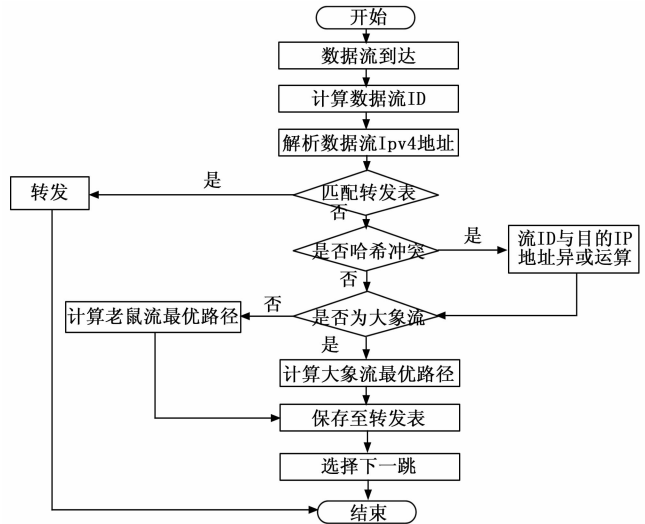 开始
数据流到达
计算数据流ID
解析数据流Ipv4地址
是
转发
匹配转发表
否
是否哈希冲突
是
流ID与目的IP
地址异或运算
否
计算老鼠流最优路径
否
是否为大象流
是
计算大象流最优路径
保存至转发表
选择下一跳
结束